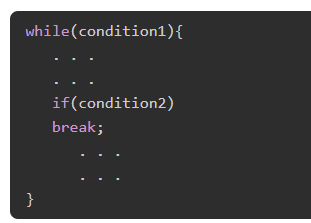 while(condition1){
. . .
. . .
if(condition2)
break;
. . .
. . .
}